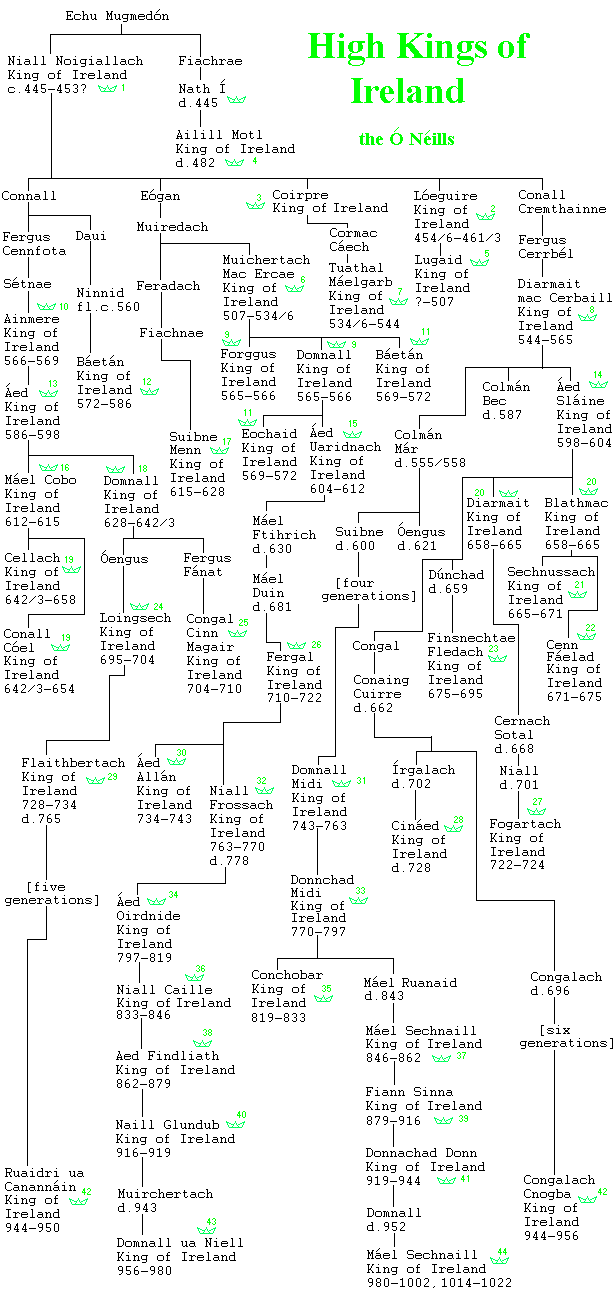 Echu Mugmedón
High Kings of
Ireland
the Ó Néills
Niall Noigiallach
King of Ireland
c.445-453? 1
Fiachrae
Nath Í
d.445
Ailill Motl
King of Ireland
d.482 4
Connall
Fergus
Cennfota
Sétnae
10
Ainmere
King of
Ireland
566-569
13
Áed
King of
Ireland
586-598
Daui
Ninnid
fl.c.560
Báetán
King of
Ireland 12
572-586
Eógan
Muiredach
Feradach
Fiachnae
Suibne
Menn 17
King of
Ireland
615-628
Muichertach
Mac Ercae
King of 6
Ireland
507-534/6
9
Forggus
King of
Ireland
565-566
9
Domnall
King of
Ireland
565-566
11
Báetán
King of
Ireland
569-572
11
Eochaid
King of
Ireland
569-572
15
Áed
Uaridnach
King of
Ireland
604-612
3
Coirpre
King of Ireland
Cormac
Cáech
Tuathal
Máelgarb
King of 7
Ireland
534/6-544
Lóeguire
King of 2
Ireland
454/6-461/3
5
Lugaid
King of
Ireland
?-507
Conall
Cremthainne
Fergus
Cerrbél
Diarmait
mac Cerbaill
King of 8
Ireland
544-565
Colmán
Már
d.555/558
Colmán
Bec
d.587
14
Áed
Sláine
King of
Ireland
598-604
16
Máel Cobo
King of
Ireland
612-615
18
Domnall
King of
Ireland
628-642/3
Cellach 19
King of
Ireland
642/3-658
Conall 19
Cóel
King of
Ireland
642/3-654
Óengus
24
Loingsech
King of
Ireland
695-704
Fergus
Fánat
Congal
Cinn 25
Magair
King of
Ireland
704-710
Máel
Ftihrich
d.630
Máel
Duin
d.681
26
Fergal
King of
Ireland
710-722
Suibne
d.600
[four
generations]
Óengus
d.621
20
Diarmait
King of
Ireland
658-665
20
Blathmac
King of
Ireland
658-665
Dúnchad
d.659
Finsnechtae
Fledach 23
King of
Ireland
675-695
Sechnussach
King of 21
Ireland
665-671
22
Cenn
Fáelad
King of
Ireland
671-675
Congal
Conaing
Cuirre
d.662
Cernach
Sotal
d.668
Niall
d.701
27
Fogartach
King of
Ireland
722-724
Flaithbertach
King of 29
Ireland
728-734
d.765
30
Áed
Allán
King of
Ireland
734-743
32
Niall
Frossach
King of
Ireland
763-770
d.778
Domnall
Midi 31
King of
Ireland
743-763
Írgalach
d.702
Cináed 28
King of
Ireland
d.728
[five
generations]
34
Áed
Oirdnide
King of
Ireland
797-819
Donnchad
Midi 33
King of
Ireland
770-797
36
Niall Caille
King of Ireland
833-846
Conchobar
King of 35
Ireland
819-833
Máel Ruanaid
d.843
Congalach
d.696
[six
generations]
38
Aed Findliath
King of Ireland
862-879
Máel Sechnaill
King of Ireland
846-862 37
Fiann Sinna
King of Ireland
879-916 39
40
Naill Glundub
King of Ireland
916-919
Donnachad Donn
King of Ireland
919-944 41
Ruaidri ua
Canannáin 42
King of
Ireland
944-950
Muirchertach
d.943
43
Domnall ua Niell
King of Ireland
956-980
Domnall
d.952
44
Máel Sechnaill
King of Ireland
980-1002, 1014-1022
Congalach
Cnogba 42
King of
Ireland
944-956